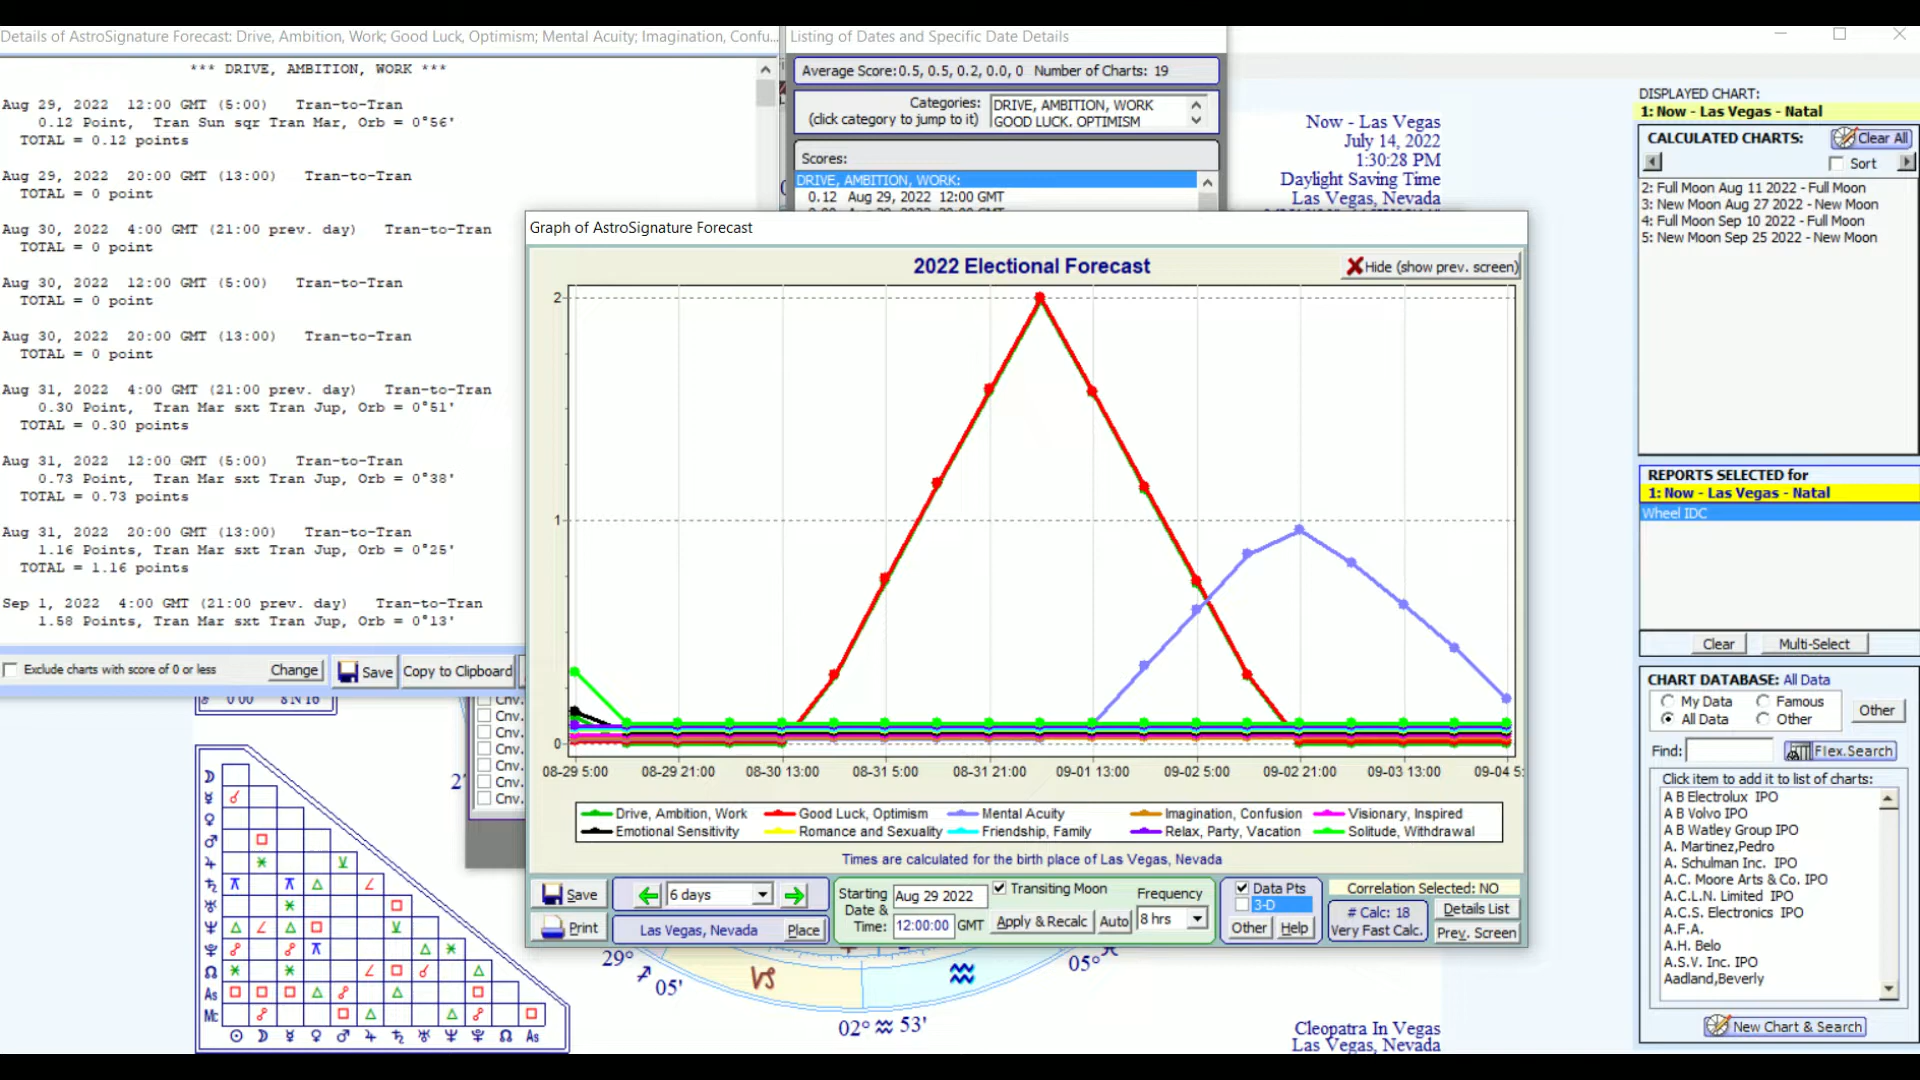 Details of AstroSignature Forecast: Drive, Ambition, Work; Good Luck, Optimism; Mental Acuity; Imagination, Confu...
*** DRIVE, AMBITION, WORK ***
Aug 29, 2022 12:00 GMT (5:00) Tran-to-Tran
0.12 Point, Tran Sun sqr Tran Mar, Orb = 0°56'
TOTAL = 0.12 points
Aug 29, 2022 20:00 GMT (13:00) Tran-to-Tran
TOTAL = 0 point
Aug 30, 2022 4:00 GMT (21:00 prev. day) Tran-to-Tran
TOTAL = 0 point
Aug 30, 2022 12:00 GMT (5:00) Tran-to-Tran
TOTAL = 0 point
Aug 30, 2022 20:00 GMT (13:00) Tran-to-Tran
TOTAL = 0 point
Aug 31, 2022 4:00 GMT (21:00 prev. day) Tran-to-Tran
0.30 Point, Tran Mar sxt Tran Jup, Orb = 0°51'
TOTAL = 0.30 points
Aug 31, 2022 12:00 GMT (5:00) Tran-to-Tran
0.73 Point, Tran Mar sxt Tran Jup, Orb = 0°38'
TOTAL = 0.73 points
Aug 31, 2022 20:00 GMT (13:00) Tran-to-Tran
1.16 Points, Tran Mar sxt Tran Jup, Orb = 0°25'
TOTAL = 1.16 points
Sep 1, 2022 4:00 GMT (21:00 prev. day) Tran-to-Tran
1.58 Points, Tran Mar sxt Tran Jup, Orb = 0°13'
Exclude charts with score of 0 or less
Change
Save
Copy to Clipboard
Listing of Dates and Specific Date Details
Average Score: 0.5, 0.5, 0.2, 0.0, 0 Number of Charts: 19
Categories:
(click category to jump to it)
DRIVE, AMBITION, WORK
GOOD LUCK, OPTIMISM
Scores:
DRIVE, AMBITION, WORK:
0.12 Aug 29, 2022 12:00 GMT
Now - Las Vegas
July 14, 2022
1:30:28 PM
Daylight Saving Time
Las Vegas, Nevada
Graph of AstroSignature Forecast
2022 Electional Forecast
Hide (show prev. screen)
2
1
0
08-29 5:00
08-29 21:00
08-30 13:00
08-31 5:00
08-31 21:00
09-01 13:00
09-02 5:00
09-02 21:00
09-03 13:00
09-04 5:
Drive, Ambition, Work
Good Luck, Optimism
Mental Acuity
Imagination, Confusion
Visionary, Inspired
Emotional Sensitivity
Romance and Sexuality
Friendship, Family
Relax, Party, Vacation
Solitude, Withdrawal
Times are calculated for the birth place of Las Vegas, Nevada
Save
Print
6 days
Las Vegas, Nevada
Place
Starting
Date &
Time:
Aug 29 2022
12:00:00
GMT
Transiting Moon
Apply & Recalc
Auto
Frequency
8 hrs
Data Pts
3-D
Other
Help
Correlation Selected: NO
# Calc: 18
Very Fast Calc.
Details List
Prev. Screen
DISPLAYED CHART:
1: Now - Las Vegas - Natal
CALCULATED CHARTS:
Clear All
Sort
2: Full Moon Aug 11 2022 - Full Moon
3: New Moon Aug 27 2022 - New Moon
4: Full Moon Sep 10 2022 - Full Moon
5: New Moon Sep 25 2022 - New Moon
REPORTS SELECTED for
1: Now - Las Vegas - Natal
Wheel IDC
Clear
Multi-Select
CHART DATABASE: All Data
My Data
Famous
All Data
Other
Other
Find:
Flex.Search
Click item to add it to list of charts:
A B Electrolux IPO
A B Volvo IPO
A B Watley Group IPO
A. Martinez,Pedro
A. Schulman Inc. IPO
A.C. Moore Arts & Co. IPO
A.C.L.N. Limited IPO
A.C.S. Electronics IPO
A.F.A.
A.H. Belo
A.S.V. Inc. IPO
Aadland,Beverly
New Chart & Search
Cnv.
Cnv.
Cnv.
Cnv.
Cnv.
Cnv.
As
Mc
As
29°
05'
02° ♒ 53'
05°
Cleopatra In Vegas
Las Vegas, Nevada